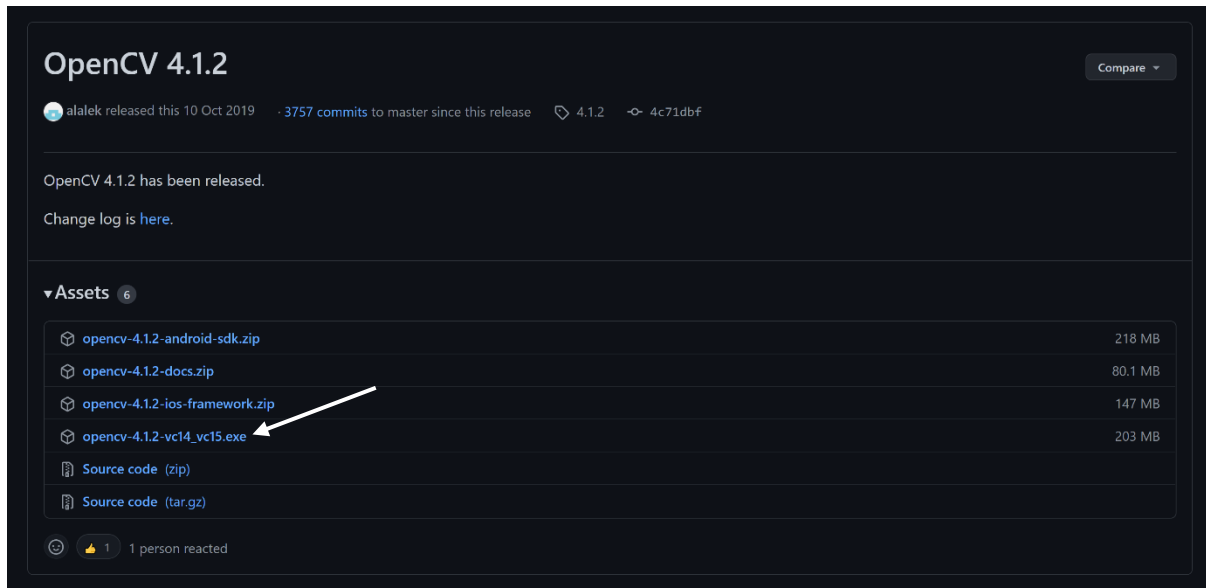 OpenCV 4.1.2
Compare
alalek released this 10 Oct 2019 · 3757 commits to master since this release 4.1.2 4c71dbf
OpenCV 4.1.2 has been released.
Change log is here.
Assets 6
opencv-4.1.2-android-sdk.zip 218 MB
opencv-4.1.2-docs.zip 80.1 MB
opencv-4.1.2-ios-framework.zip 147 MB
opencv-4.1.2-vc14_vc15.exe 203 MB
Source code (zip)
Source code (tar.gz)
1 1 person reacted